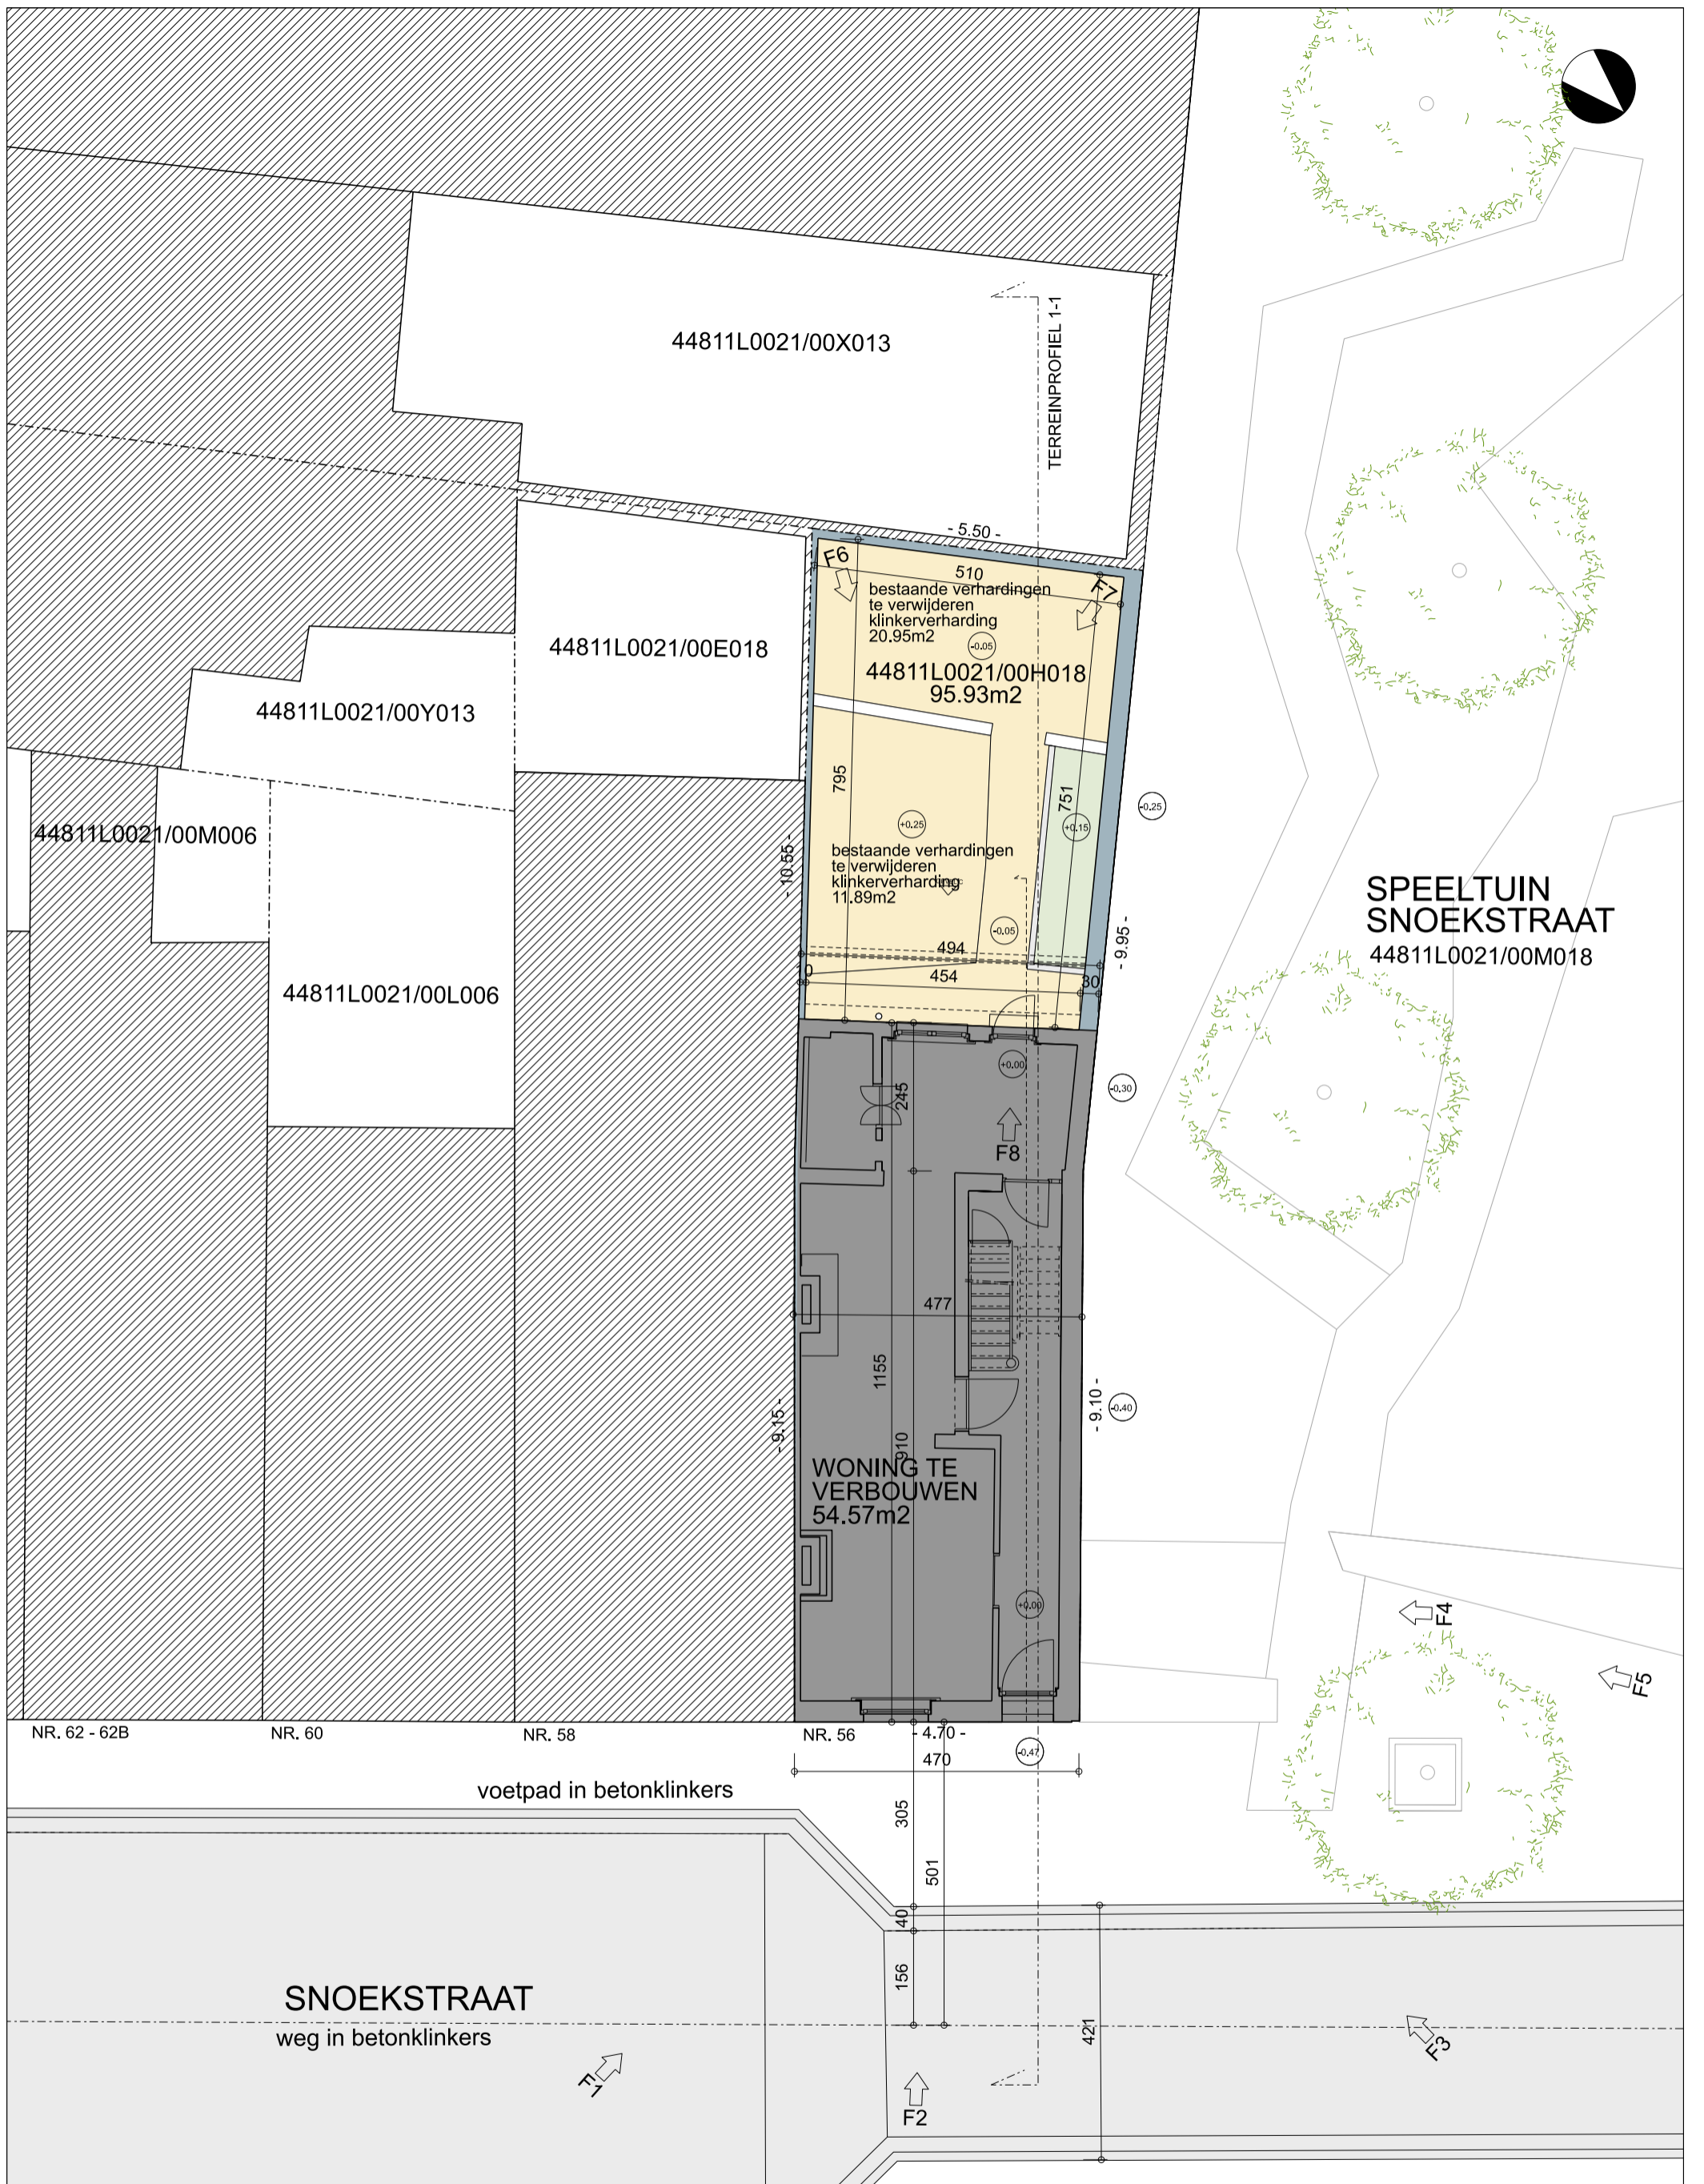 44811L0021/00X013
TERREINPROFIEL 1-1
- 5.50 -
F6
510
F7
bestaande verhardingen
te verwijderen
klinkerverharding
20.95m2
-0.05
44811L0021/00H018
95.93m2
44811L0021/00E018
44811L0021/00Y013
44811L0021/00M006
44811L0021/00L006
795
751
-0.25
+0.25
+0.15
- 10.55 -
bestaande verhardingen
te verwijderen
klinkerverharding
11.89m2
-0.05
494
454
30
- 9.95 -
SPEELTUIN
SNOEKSTRAAT
44811L0021/00M018
+0.00
245
-0.30
F8
477
1155
910
- 9.15 -
- 9.10 -
-0.40
WONING TE
VERBOUWEN
54.57m2
+0.00
F4
F5
NR. 62 - 62B
NR. 60
NR. 58
NR. 56
- 4.70 -
-0.47
470
voetpad in betonklinkers
305
501
40
156
421
SNOEKSTRAAT
weg in betonklinkers
F1
F2
F3